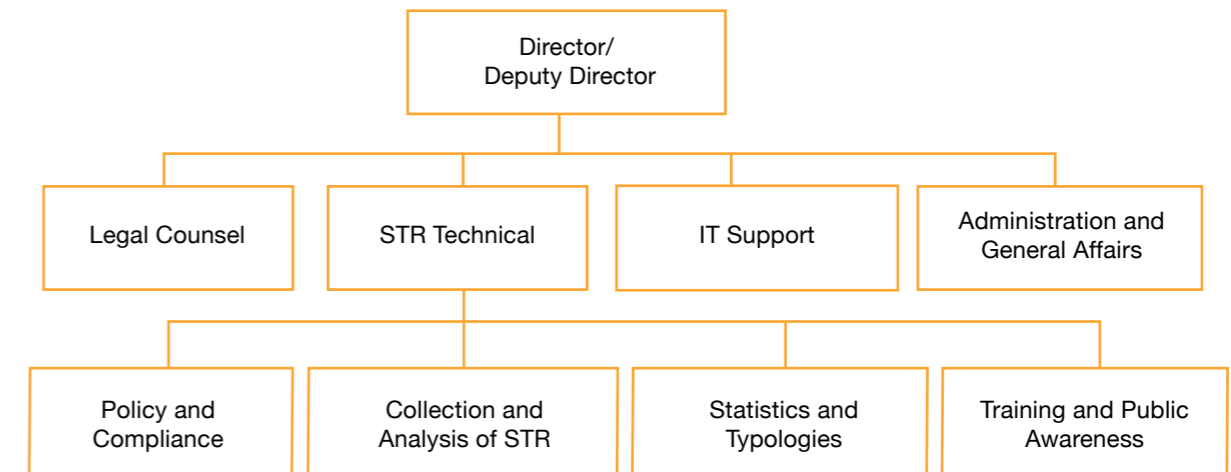 Director/
Deputy Director
Legal Counsel
STR Technical
IT Support
Administration and
General Affairs
Policy and
Compliance
Collection and
Analysis of STR
Statistics and
Typologies
Training and Public
Awareness